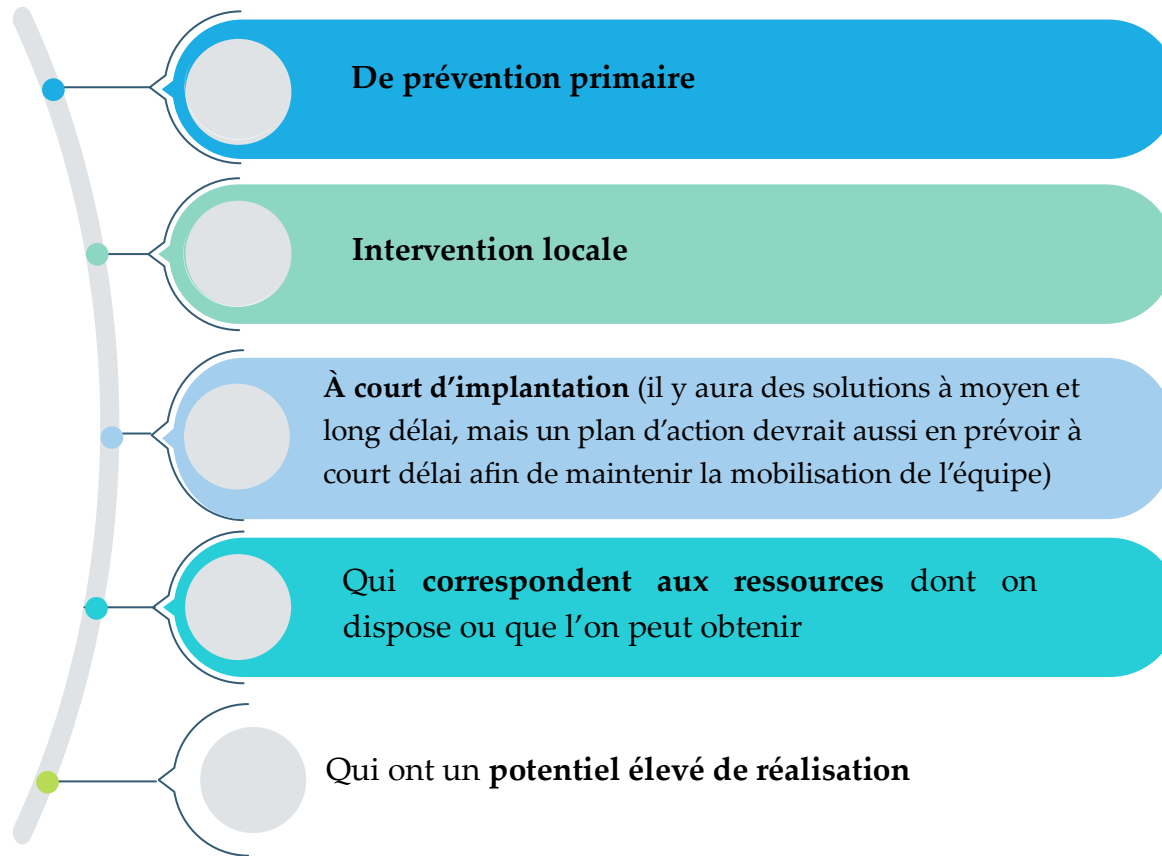 De prévention primaire
Intervention locale
À court d’implantation (il y aura des solutions à moyen et
long délai, mais un plan d’action devrait aussi en prévoir à
court délai afin de maintenir la mobilisation de l’équipe)
Qui correspondent aux ressources dont on
dispose ou que l’on peut obtenir
Qui ont un potentiel élevé de réalisation